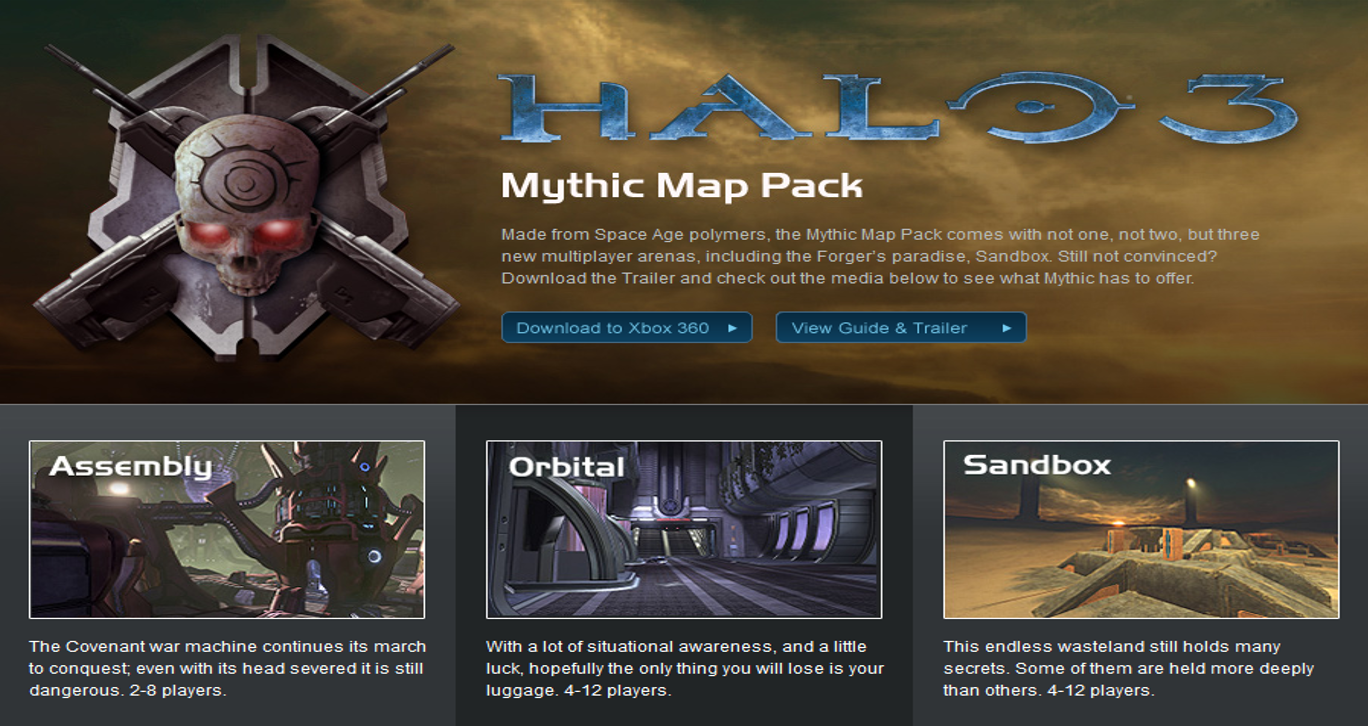 HALO 3
Mythic Map Pack
Made from Space Age polymers, the Mythic Map Pack comes with not one, not two, but three
new multiplayer arenas, including the Forger's paradise, Sandbox. Still not convinced?
Download the Trailer and check out the media below to see what Mythic has to offer.
Download to Xbox 360
View Guide & Trailer
Assembly
The Covenant war machine continues its march
to conquest; even with its head severed it is still
dangerous. 2-8 players.
Orbital
With a lot of situational awareness, and a little
luck, hopefully the only thing you will lose is your
luggage. 4-12 players.
Sandbox
This endless wasteland still holds many
secrets. Some of them are held more deeply
than others. 4-12 players.